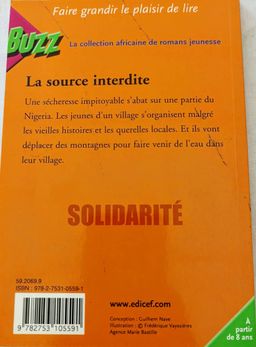 Faire grandir le plaisir de lire
BUZZ
La collection africaine de romans jeunesse
La source interdite
Une sécheresse impitoyable s'abat sur une partie du
Nigeria. Les jeunes d'un village s'organisent malgré
les vieilles histoires et les querelles locales. Et ils vont
déplacer des montagnes pour faire venir de l'eau dans
leur village.
SOLIDARITÉ
59.2069.9
ISBN : 978-2-7531-0559-1
9 782753 105591
www.edicef.com
Conception : Guilhem Nave
Illustration : © Frédérique Vayssières
Agence Marie Bastille
À
partir
de 8 ans